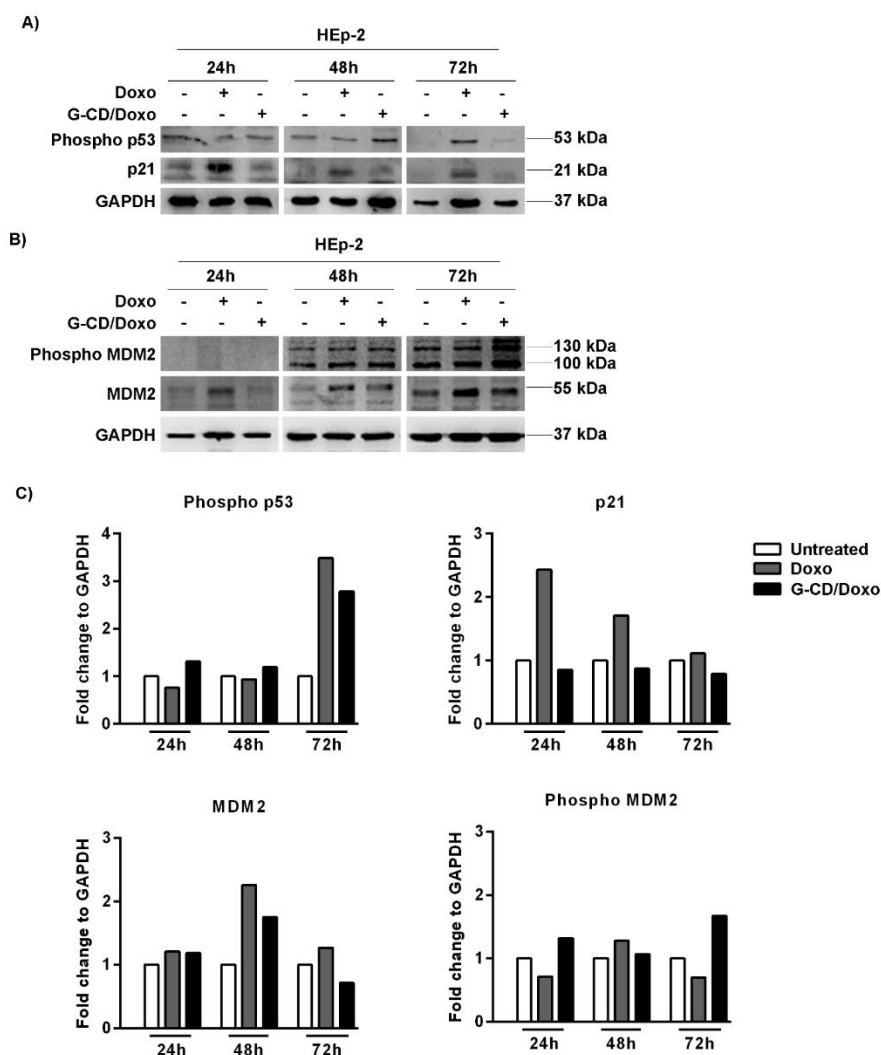 A)
HEp-2
24h 48h 72h
Doxo - + - - + - - + -
G-CD/Doxo - - + - - + - - +
Phospho p53 53 kDa
p21 21 kDa
GAPDH 37 kDa
B)
HEp-2
24h 48h 72h
Doxo - + - - + - - + -
G-CD/Doxo - - + - - + - - +
Phospho MDM2 130 kDa
100 kDa
MDM2 55 kDa
GAPDH 37 kDa
C)
Phospho p53
Fold change to GAPDH
4
3
2
1
0
24h 48h 72h
p21
Fold change to GAPDH
3
2
1
0
24h 48h 72h
Untreated
Doxo
G-CD/Doxo
MDM2
Fold change to GAPDH
3
2
1
0
24h 48h 72h
Phospho MDM2
Fold change to GAPDH
3
2
1
0
24h 48h 72h